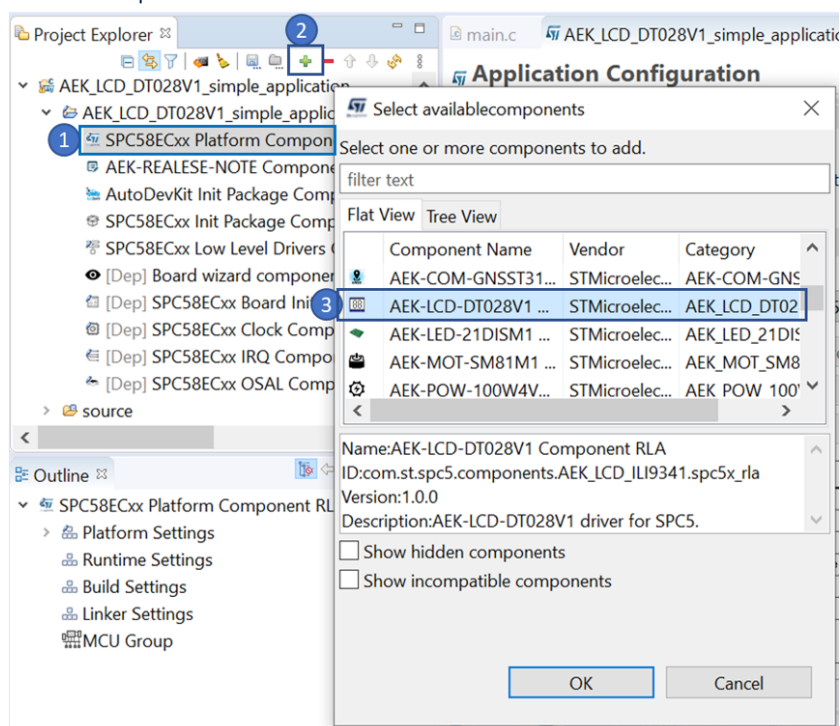 2
Project Explorer
main.c
AEK_LCD_DT028V1_simple_applicatio
Application Configuration
AEK_LCD_DT028V1_simple_application
AEK_LCD_DT028V1_simple_applic
1
SPC58ECxx Platform Compon
AEK-REALESE-NOTE Compone
AutoDevKit Init Package Comp
SPC58ECxx Init Package Comp
SPC58ECxx Low Level Drivers
[Dep] Board wizard componen
[Dep] SPC58ECxx Board Ini
[Dep] SPC58ECxx Clock Comp
[Dep] SPC58ECxx IRQ Compo
[Dep] SPC58ECxx OSAL Comp
source
Outline
SPC58ECxx Platform Component RL
Platform Settings
Runtime Settings
Build Settings
Linker Settings
MCU Group
Select availablecomponents
Select one or more components to add.
filter text
Flat View Tree View
Component Name Vendor Category
AEK-COM-GNSST31... STMicroelec... AEK-COM-GNS
3
AEK-LCD-DT028V1 ... STMicroelec... AEK_LCD_DT02
AEK-LED-21DISM1 ... STMicroelec... AEK_LED_21DIS
AEK-MOT-SM81M1 ... STMicroelec... AEK_MOT_SM8
AEK-POW-100W4V... STMicroelec... AEK POW 100
Name:AEK-LCD-DT028V1 Component RLA
ID:com.st.spc5.components.AEK_LCD_ILI9341.spc5x_rla
Version:1.0.0
Description:AEK-LCD-DT028V1 driver for SPC5.
Show hidden components
Show incompatible components
OK Cancel